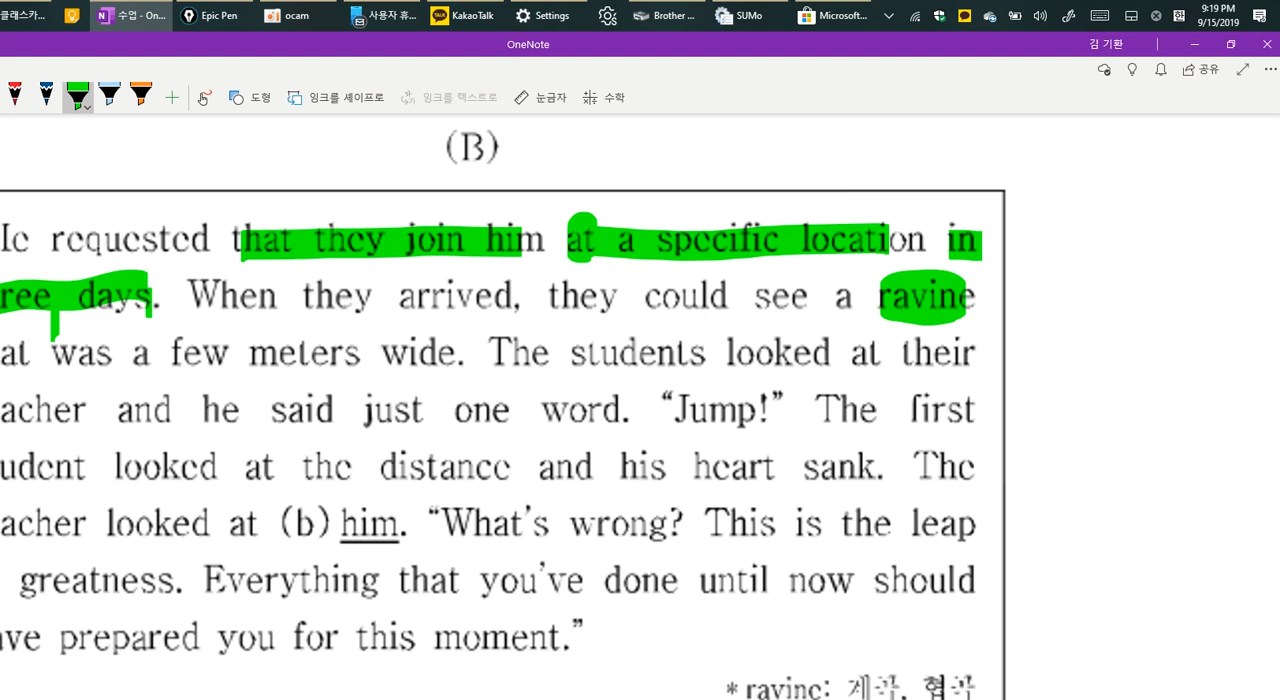 클래스카... 수업 - On... Epic Pen ocam 사용자 휴... KakaoTalk Settings Brother ... SUMo Microsoft... 9:19 PM
9/15/2019
OneNote 김 기환
공유
도형 잉크를 셰이프로 잉크를 텍스트로 눈금자 수학
(B)
He requested that they join him at a specific location in
ree days. When they arrived, they could see a ravine
at was a few meters wide. The students looked at their
acher and he said just one word. “Jump!” The first
udent looked at the distance and his heart sank. The
acher looked at (b) him. “What's wrong? This is the leap
greatness. Everything that you've done until now should
ave prepared you for this moment.”
* ravine: 계곡, 협곡